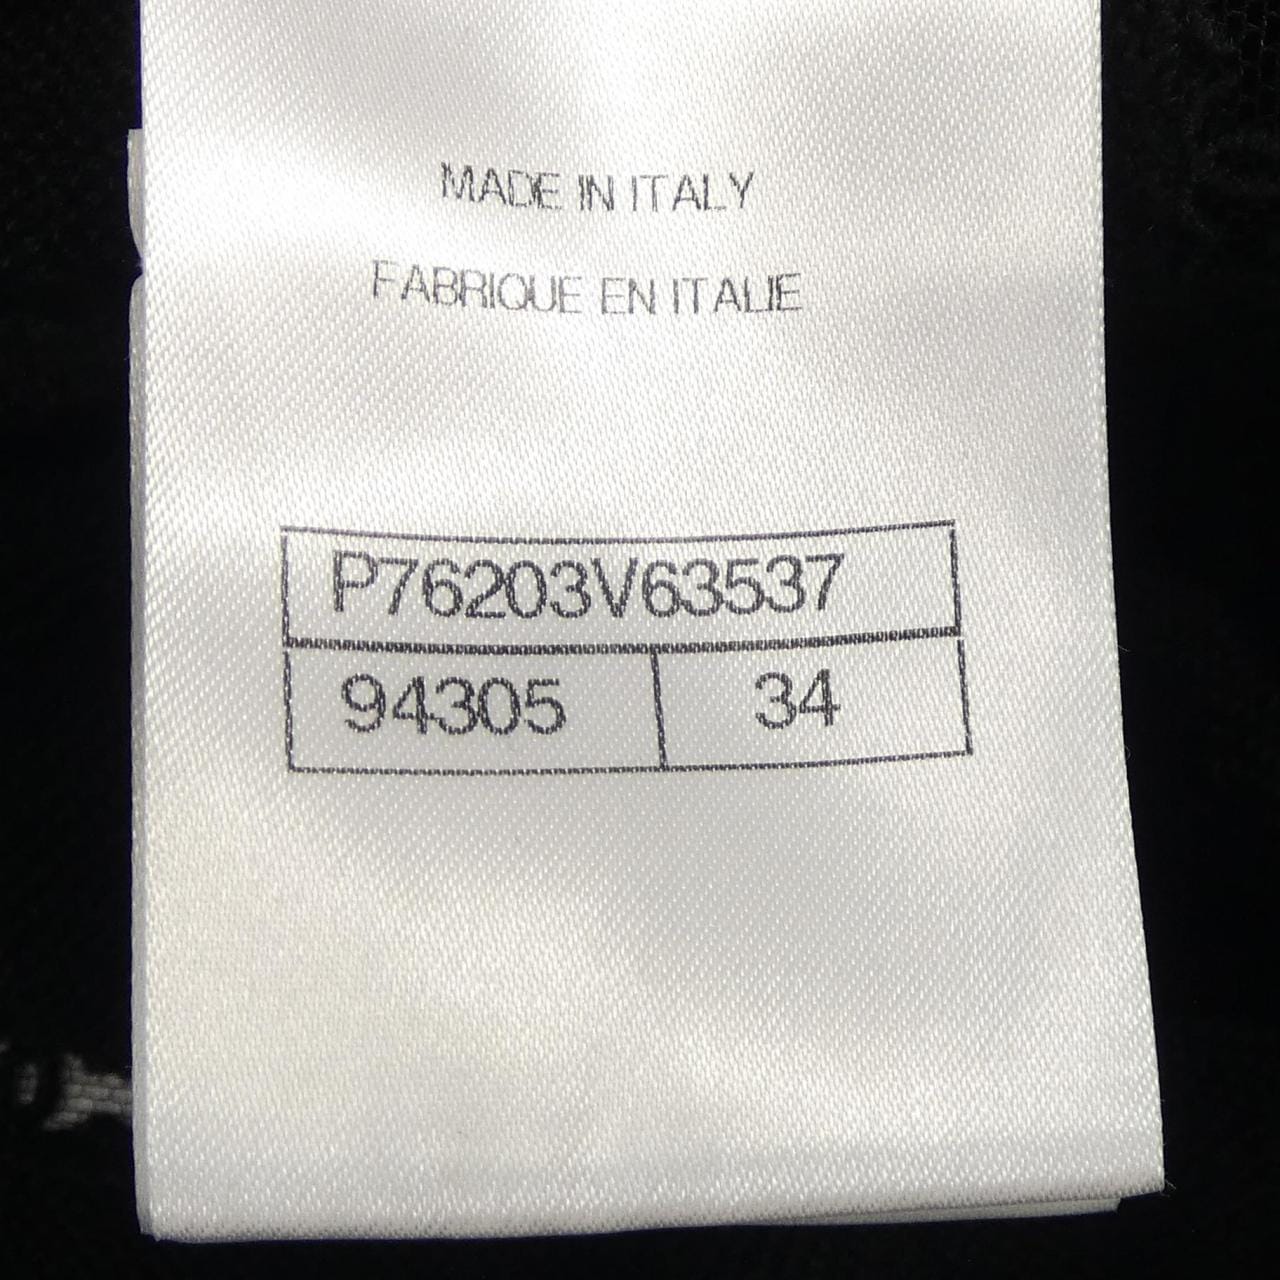 MADE IN ITALY
FABRIQUE EN ITALIE
P76203V63537
94305 34